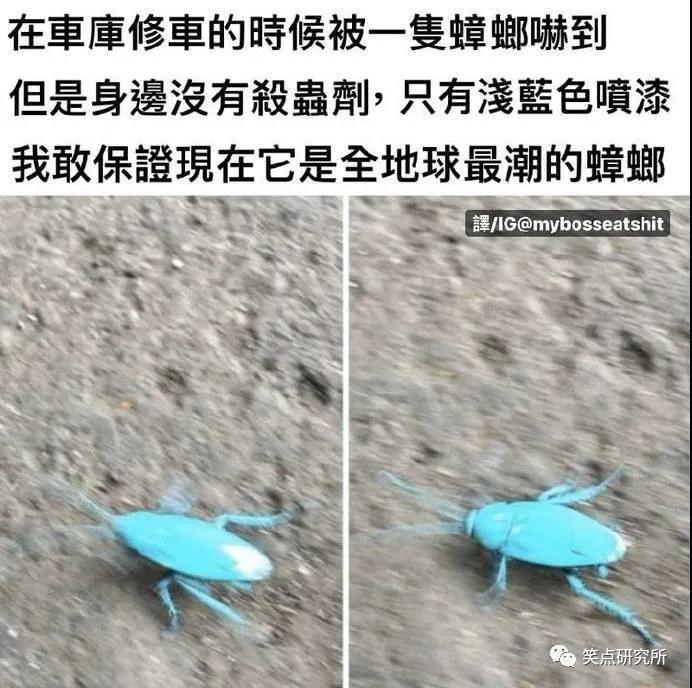 在車庫修車的時候被一隻蟑螂嚇到
但是身邊沒有殺蟲劑，只有淺藍色噴漆
我敢保證現在它是全地球最潮的蟑螂
譯/IG@mybosseatshit
笑点研究所